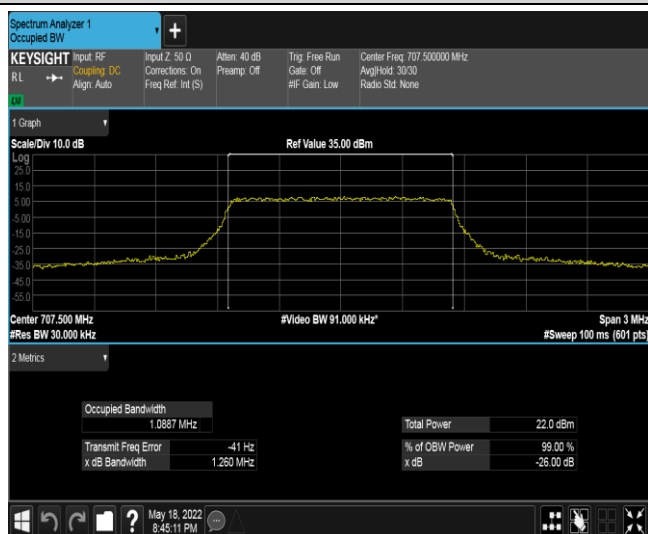 Spectrum Analyzer 1
Occupied BW
+
KEYSIGHT
RL
Input: RF
Coupling: DC
Align: Auto
Input Z: 50 Ω
Corrections: On
Freq Ref: Int (S)
Atten: 40 dB
Preamp: Off
Trig: Free Run
Gate: Off
#IF Gain: Low
Center Freq: 707.500000 MHz
Avg|Hold: 30/30
Radio Std: None
1 Graph
Scale/Div 10.0 dB
Ref Value 35.00 dBm
Log
25.0
15.0
5.00
-5.00
-15.0
-25.0
-35.0
-45.0
-55.0
Center 707.500 MHz
#Video BW 91.000 kHz*
Span 3 MHz
#Res BW 30.000 kHz
#Sweep 100 ms (601 pts)
2 Metrics
Occupied Bandwidth
1.0887 MHz
Total Power 22.0 dBm
Transmit Freq Error -41 Hz
% of OBW Power 99.00 %
x dB Bandwidth 1.260 MHz
x dB -26.00 dB
?
May 18, 2022
8:45:11 PM